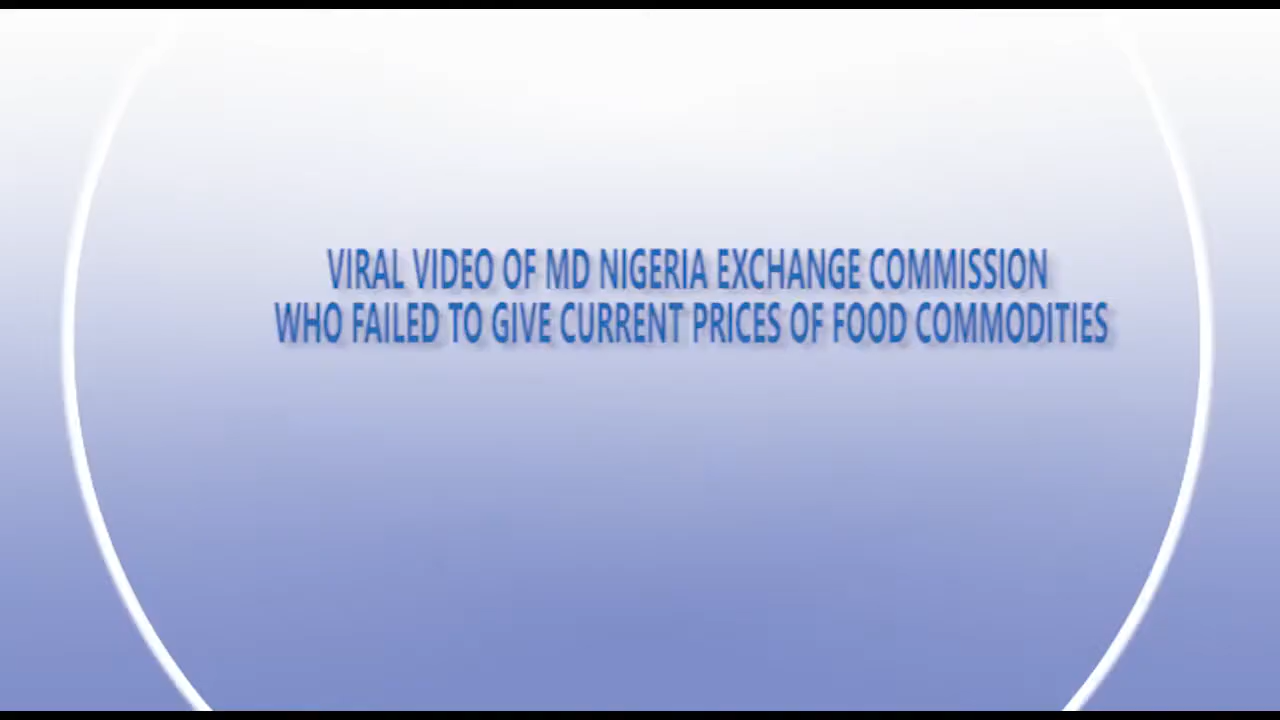 VIRAL VIDEO OF MD NIGERIA EXCHANGE COMMISSION
WHO FAILED TO GIVE CURRENT PRICES OF FOOD COMMODITIES